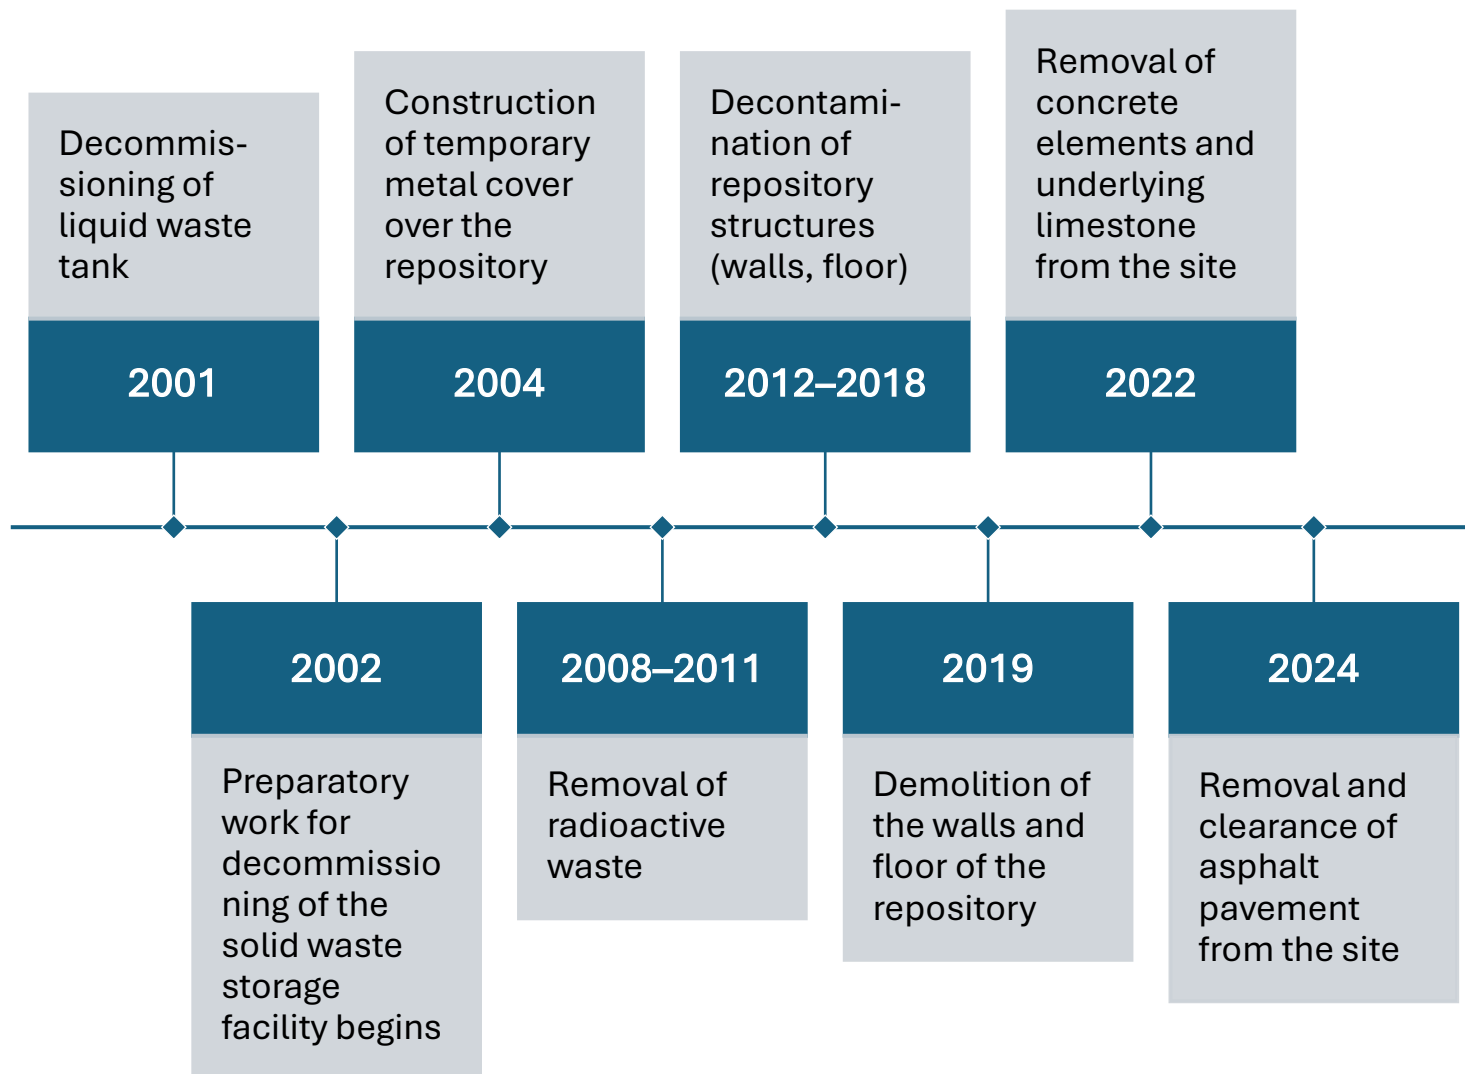 Decommis-
sioning of
liquid waste
tank
2001
Preparatory
work for
decommissio
ning of the
solid waste
storage
facility begins
2002
Construction
of temporary
metal cover
over the
repository
2004
Removal of
radioactive
waste
2008–2011
Decontami-
nation of
repository
structures
(walls, floor)
2012–2018
Demolition of
the walls and
floor of the
repository
2019
Removal of
concrete
elements and
underlying
limestone
from the site
2022
Removal and
clearance of
asphalt
pavement
from the site
2024